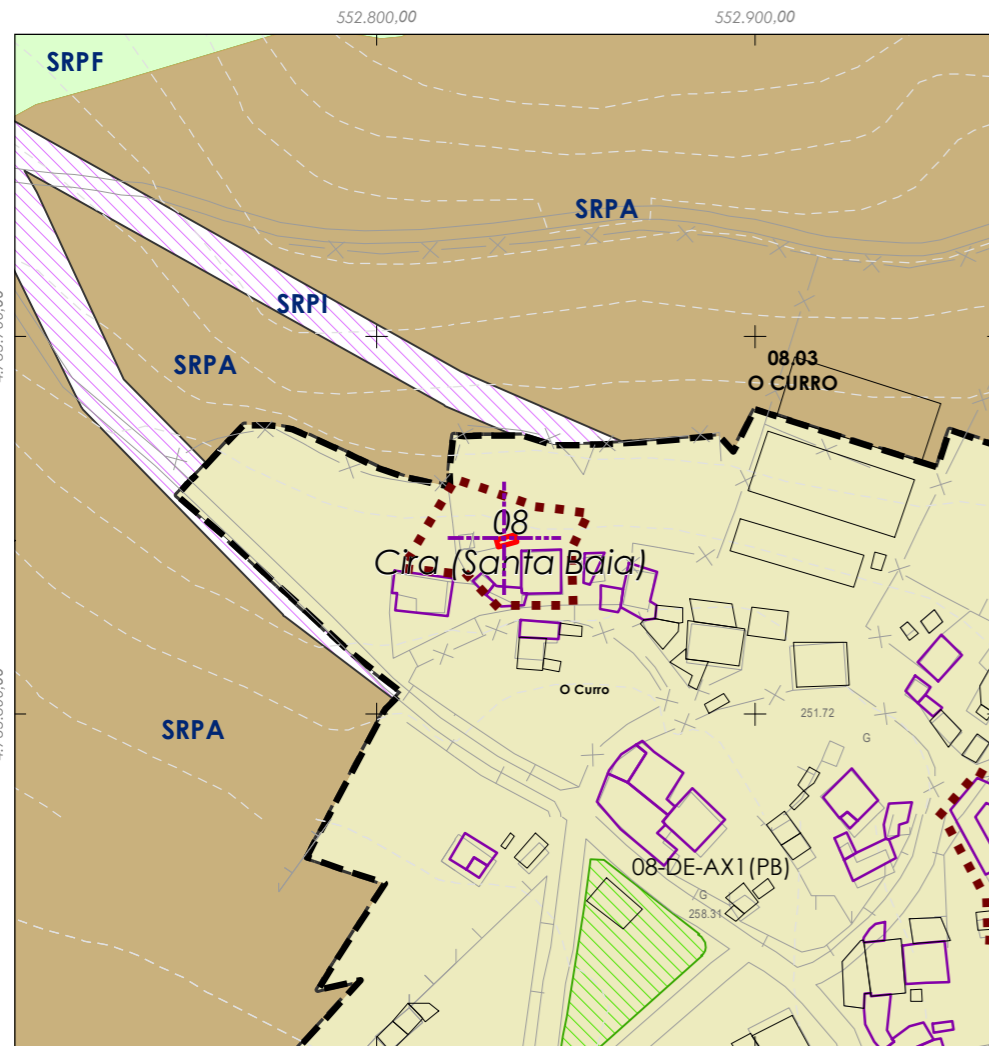 552.800,00
552.900,00
SRPF
SRPA
SRPI
SRPA
08.03
O CURRO
08
Cira (Santa Baia)
O Curro
251.72
G
SRPA
08-DE-AX1(PB)
G
258.31